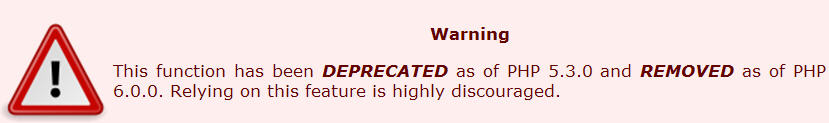 Warning
This function has been DEPRECATED as of PHP 5.3.0 and REMOVED as of PHP
6.0.0. Relying on this feature is highly discouraged.